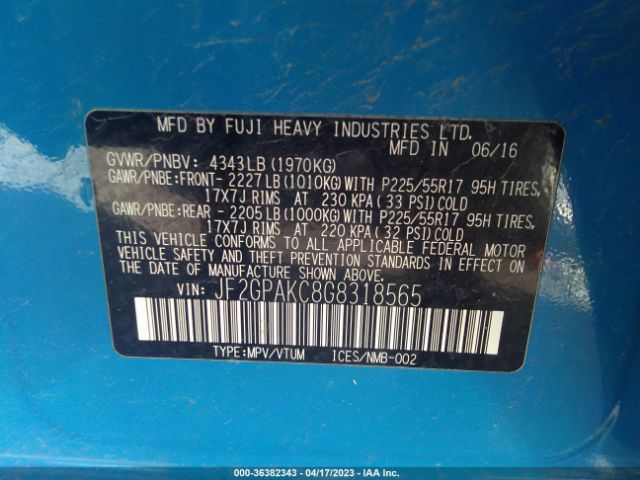 MFD BY FUJI HEAVY INDUSTRIES LTD.
MFD IN 06/16
GVWR/PNBV: 4343LB(1970KG)
GAWR/PNBE:FRONT- 2227LB(1010KG)WITH P225/55R17 95H TIRES,
17X7J RIMS AT 230 KPA(33 PSI)COLD
GAWR/PNBE:REAR - 2205LB(1000KG)WITH P225/55R17 95H TIRES,
17X7J RIMS AT 220 KPA(32 PSI)COLD
THIS VEHICLE CONFORMS TO ALL APPLICABLE FEDERAL MOTOR
VEHICLE SAFETY AND THEFT PREVENTION STANDARDS IN EFFECT
ON THE DATE OF MANUFACTURE SHOWN ABOVE.
VIN: JF2GPAKC8G8318565
TYPE:MPV/VTUM ICES/NMB-002
000-36382343 - 04/17/2023 - IAA Inc.